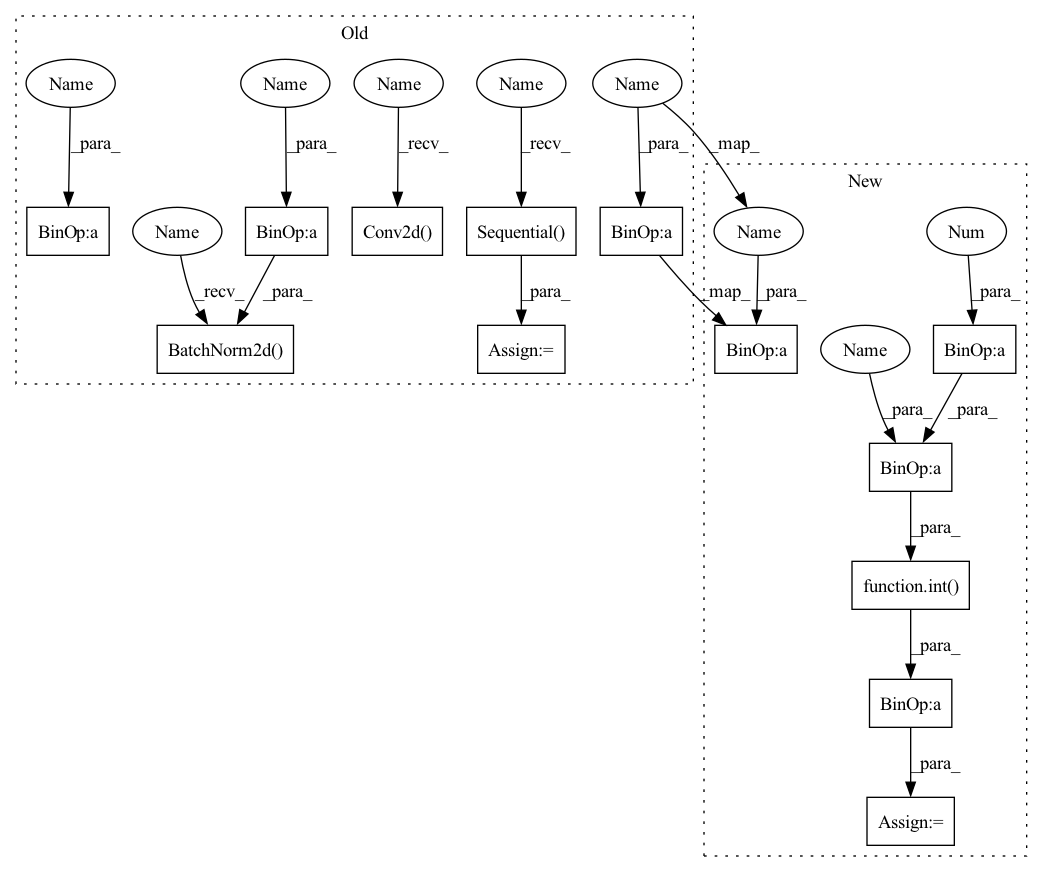 Old
Name
Name
Name
Name
Name
_para_
_para_
_recv_
_recv_
_para_
_map_
New
BinOp:a
Name
BinOp:a
Conv2d()
Sequential()
BinOp:a
Name
Num
_recv_
_para_
_para_
_map_
_para_
_para_
BatchNorm2d()
Assign:=
BinOp:a
Name
BinOp:a
_para_
_para_
BinOp:a
_para_
function.int()
_para_
BinOp:a
_para_
Assign:=